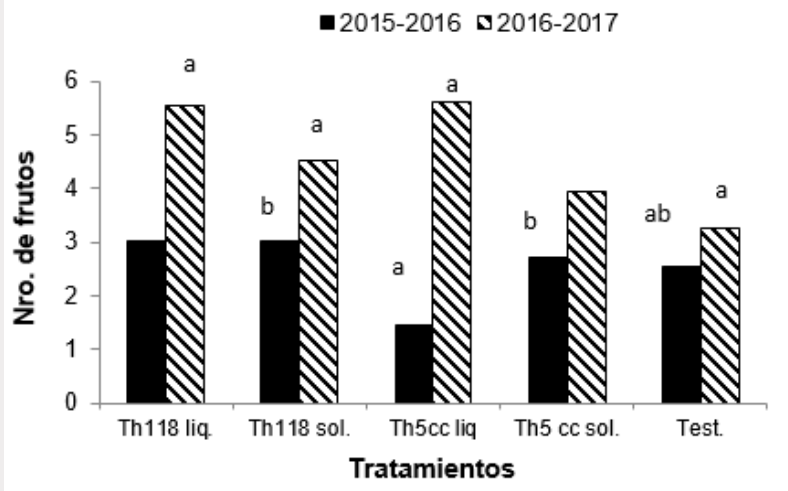 2015-2016 2016-2017
Nro. de frutos
6
5
4
3
2
1
0
a
b a
a a
b
ab a
Th118 liq. Th118 sol. Th5cc liq Th5 cc sol. Test.
Tratamientos